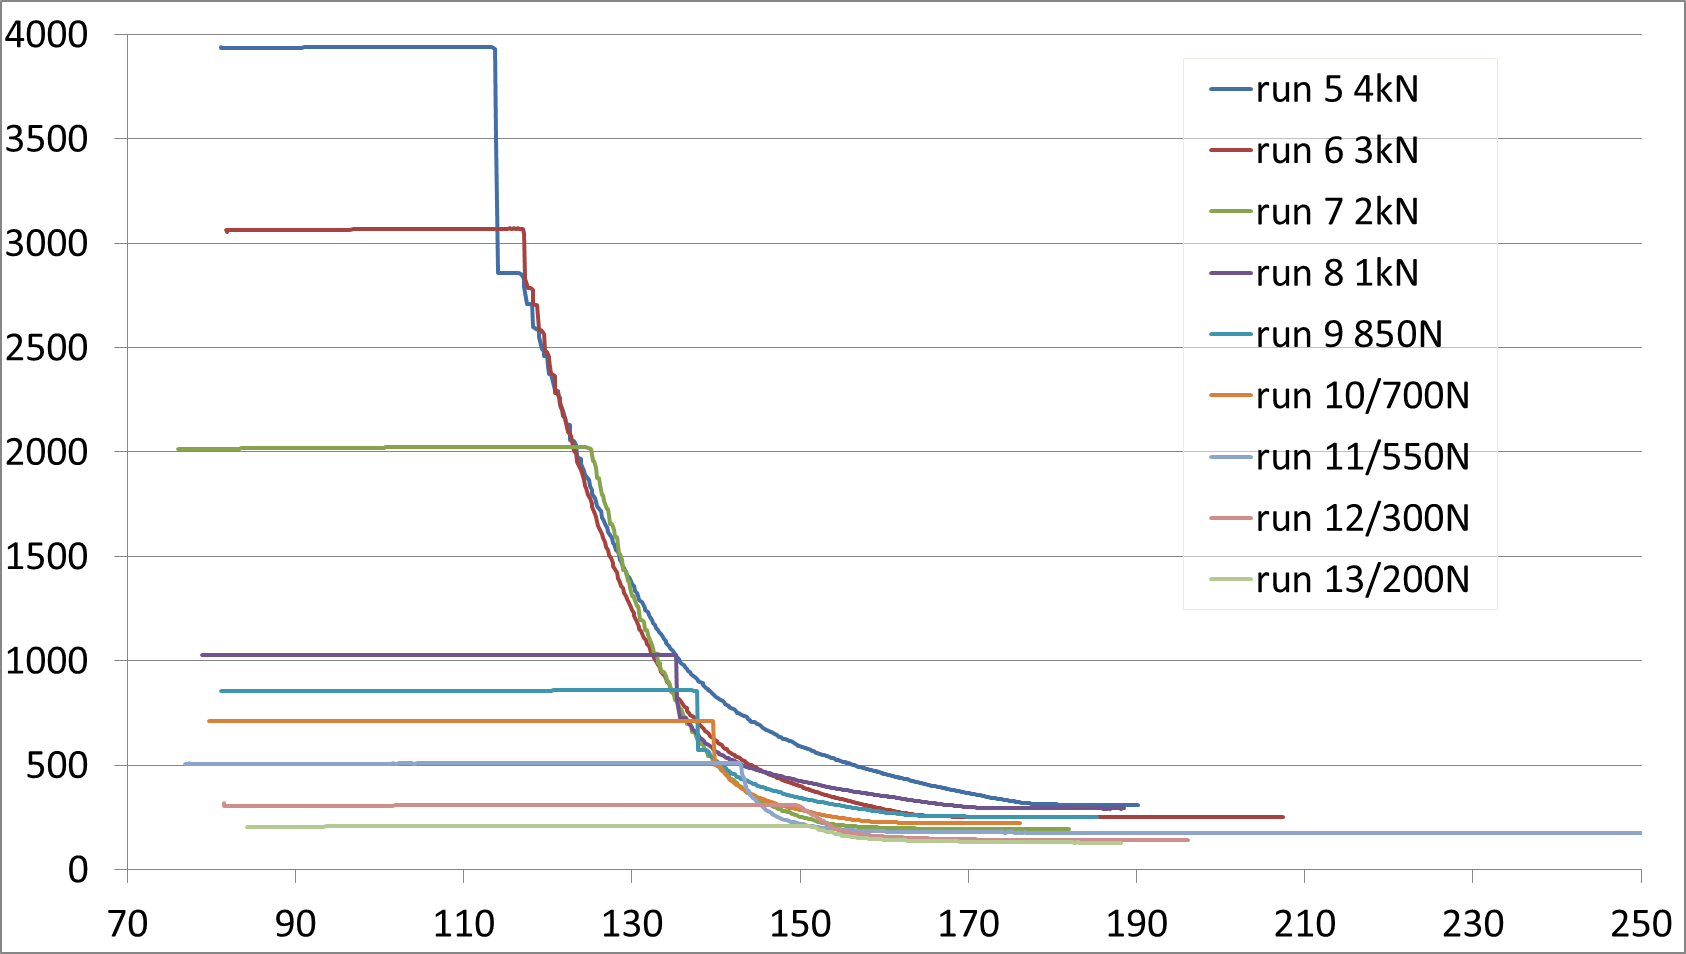 4000
3500
3000
2500
2000
1500
1000
500
0
70 90 110 130 150 170 190 210 230 250
run 5 4kN
run 6 3kN
run 7 2kN
run 8 1kN
run 9 850N
run 10/700N
run 11/550N
run 12/300N
run 13/200N